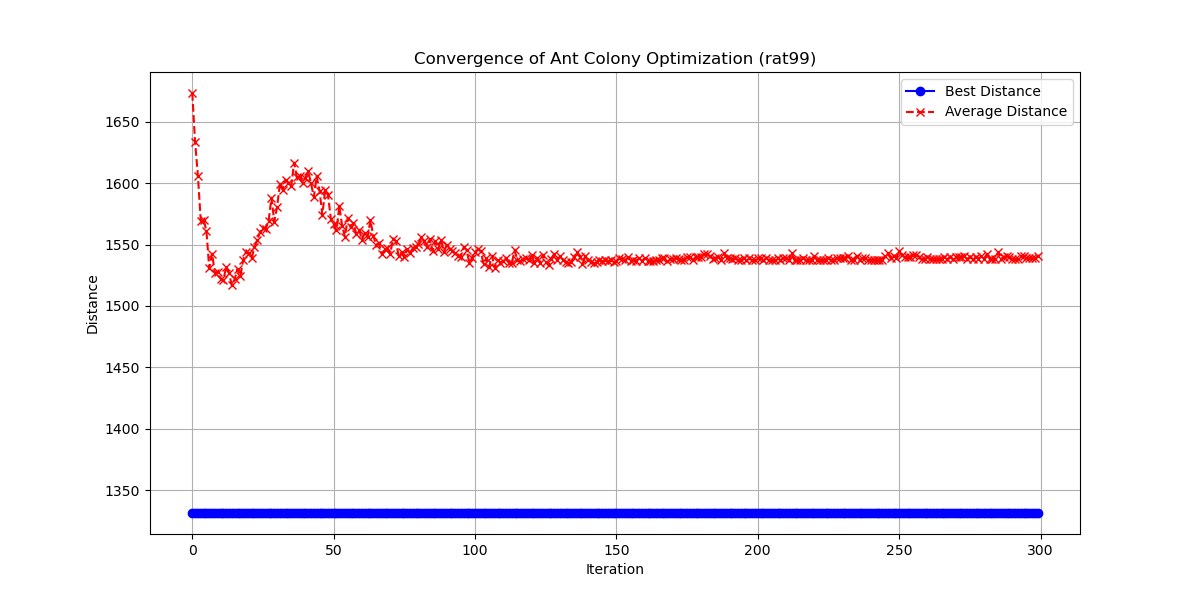 Convergence of Ant Colony Optimization (rat99)
Best Distance
Average Distance
1650
1600
1550
1500
1450
1400
1350
Distance
0 50 100 150 200 250 300
Iteration